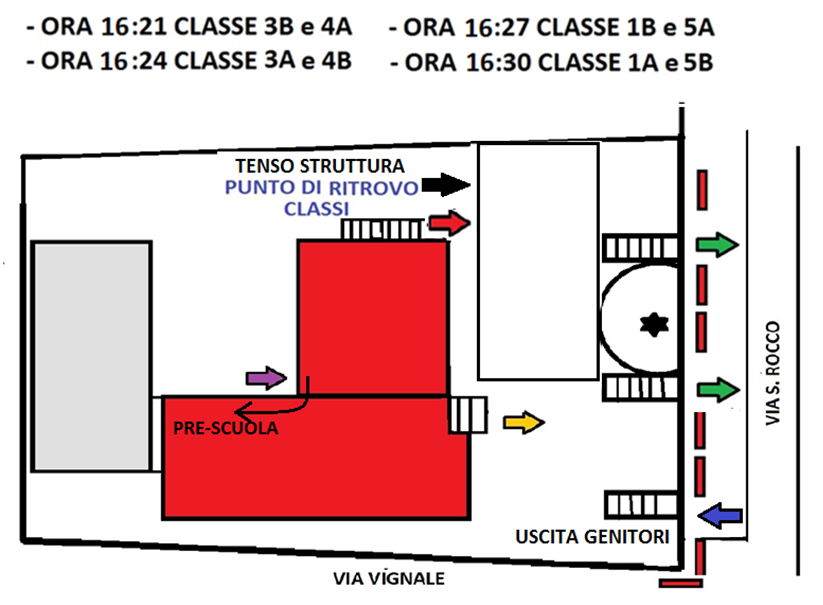 - ORA 16:21 CLASSE 3B e 4A
- ORA 16:27 CLASSE 1B e 5A
- ORA 16:24 CLASSE 3A e 4B
- ORA 16:30 CLASSE 1A e 5B
TENSO STRUTTURA
PUNTO DI RITROVO
CLASSI
VIA S. ROCCO
PRE-SCUOLA
USCITA GENITORI
VIA VIGNALE